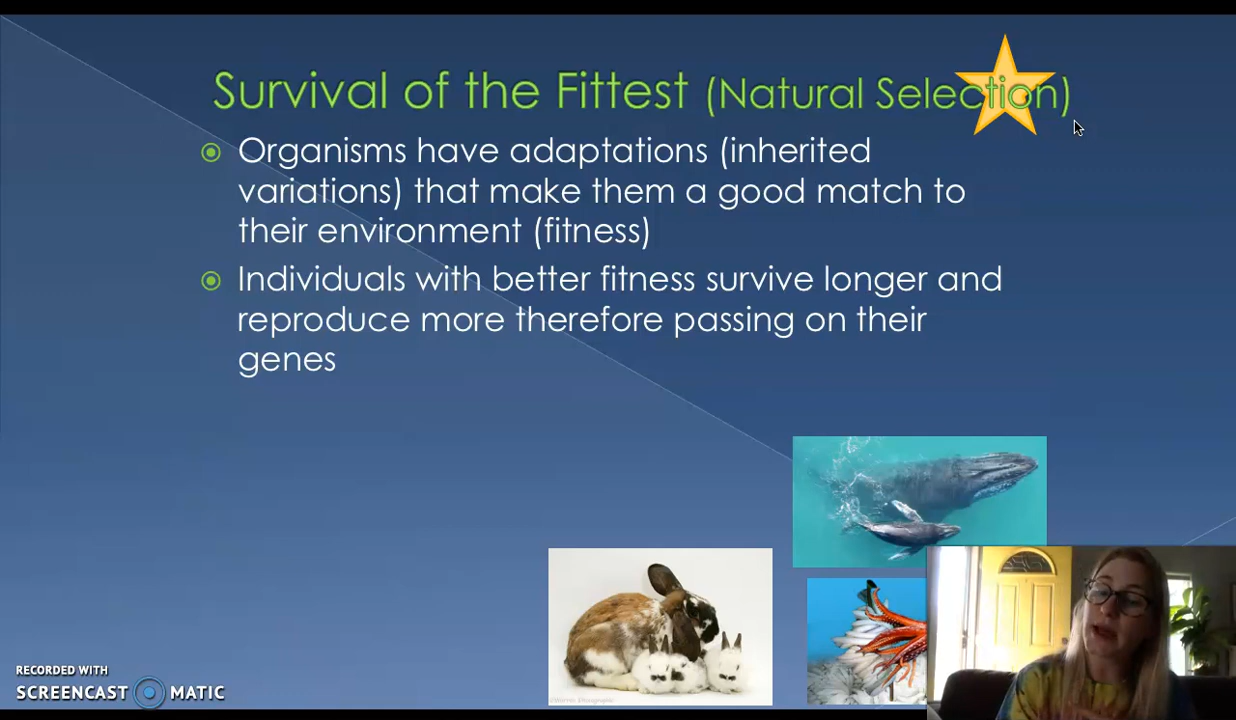 Survival of the Fittest (Natural Selection)
Organisms have adaptations (inherited
variations) that make them a good match to
their environment (fitness)
Individuals with better fitness survive longer and
reproduce more therefore passing on their
genes
RECORDED WITH
SCREENCAST MATIC